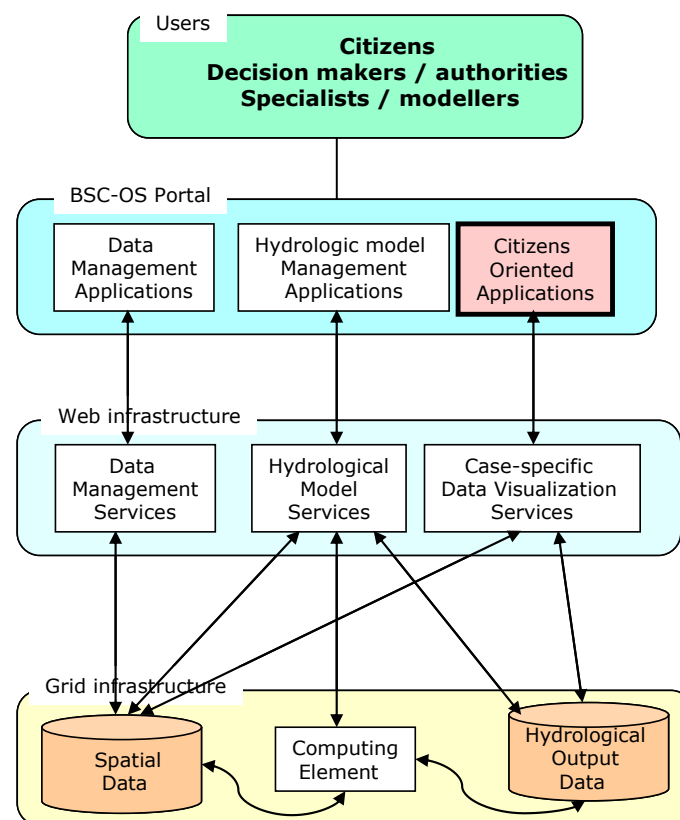 Users
Citizens
Decision makers / authorities
Specialists / modellers
BSC-OS Portal
Data
Management
Applications
Hydrologic model
Management
Applications
Citizens
Oriented
Applications
Web infrastructure
Data
Management
Services
Hydrological
Model
Services
Case-specific
Data Visualization
Services
Grid infrastructure
Spatial
Data
Computing
Element
Hydrological
Output
Data